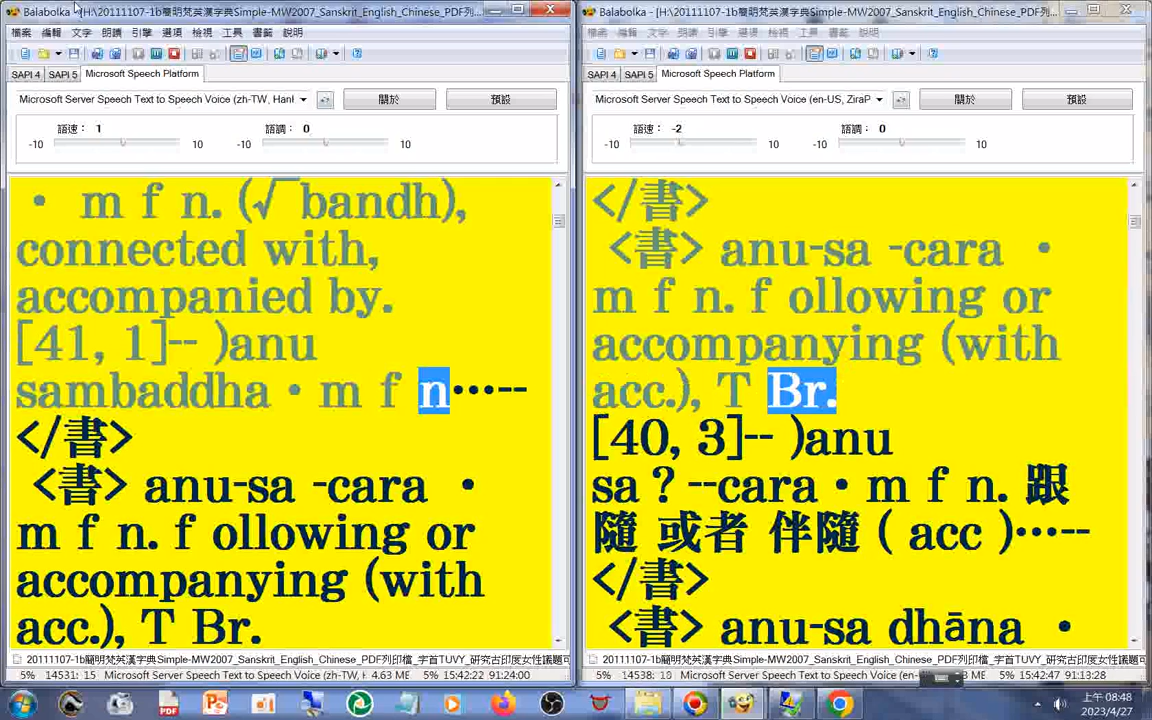 Balabolka - [H:\20111107-1b簡明梵英漢字典Simple-MW2007_Sanskrit_English_Chinese_PDF列...
檔案 編輯 文字 朗讀 引擎 選項 檢視 工具 書籤 說明
SAPI 4 SAPI 5 Microsoft Speech Platform
Microsoft Server Speech Text to Speech Voice (zh-TW, Hanl
關於 預設
語速： 1 語調： 0
-10 10 -10 10
• m f n. (√ bandh),
connected with,
accompanied by.
[41, 1]-- )anu
sambaddha • m f n…--
</書>
<書> anu-sa -cara •
m f n. f ollowing or
accompanying (with
acc.), T Br.
20111107-1b簡明梵英漢字典Simple-MW2007_Sanskrit_English_Chinese_PDF列印檔_字首TUVY_研究古印度女性議題可
14531: 15 Microsoft Server Speech Text to Speech Voice (zh-TW, H 4.63 ME 5% 15:42:22 91:24:00
Balabolka - [H:\20111107-1b簡明梵英漢字典Simple-MW2007_Sanskrit_English_Chinese_PDF列...
檔案 編輯 文字 朗讀 引擎 選項 檢視 工具 書籤 說明
SAPI 4 SAPI 5 Microsoft Speech Platform
Microsoft Server Speech Text to Speech Voice (en-US, ZiraP
關於 預設
語速： -2 語調： 0
-10 10 -10 10
</書>
<書> anu-sa -cara •
m f n. f ollowing or
accompanying (with
acc.), T Br.
[40, 3]-- )anu
sa？--cara • m f n. 跟
隨 或者 伴隨 ( acc )…--
</書>
<書> anu-sa dhāna •
20111107-1b簡明梵英漢字典Simple-MW2007_Sanskrit_English_Chinese_PDF列印檔_字首TUVY_研究古印度女性議題可
14538: 18 Microsoft Server Speech Text to Speech Voice 4.63 ME 5% 15:42:47 91:13:28
上午 08:48
2023/4/27